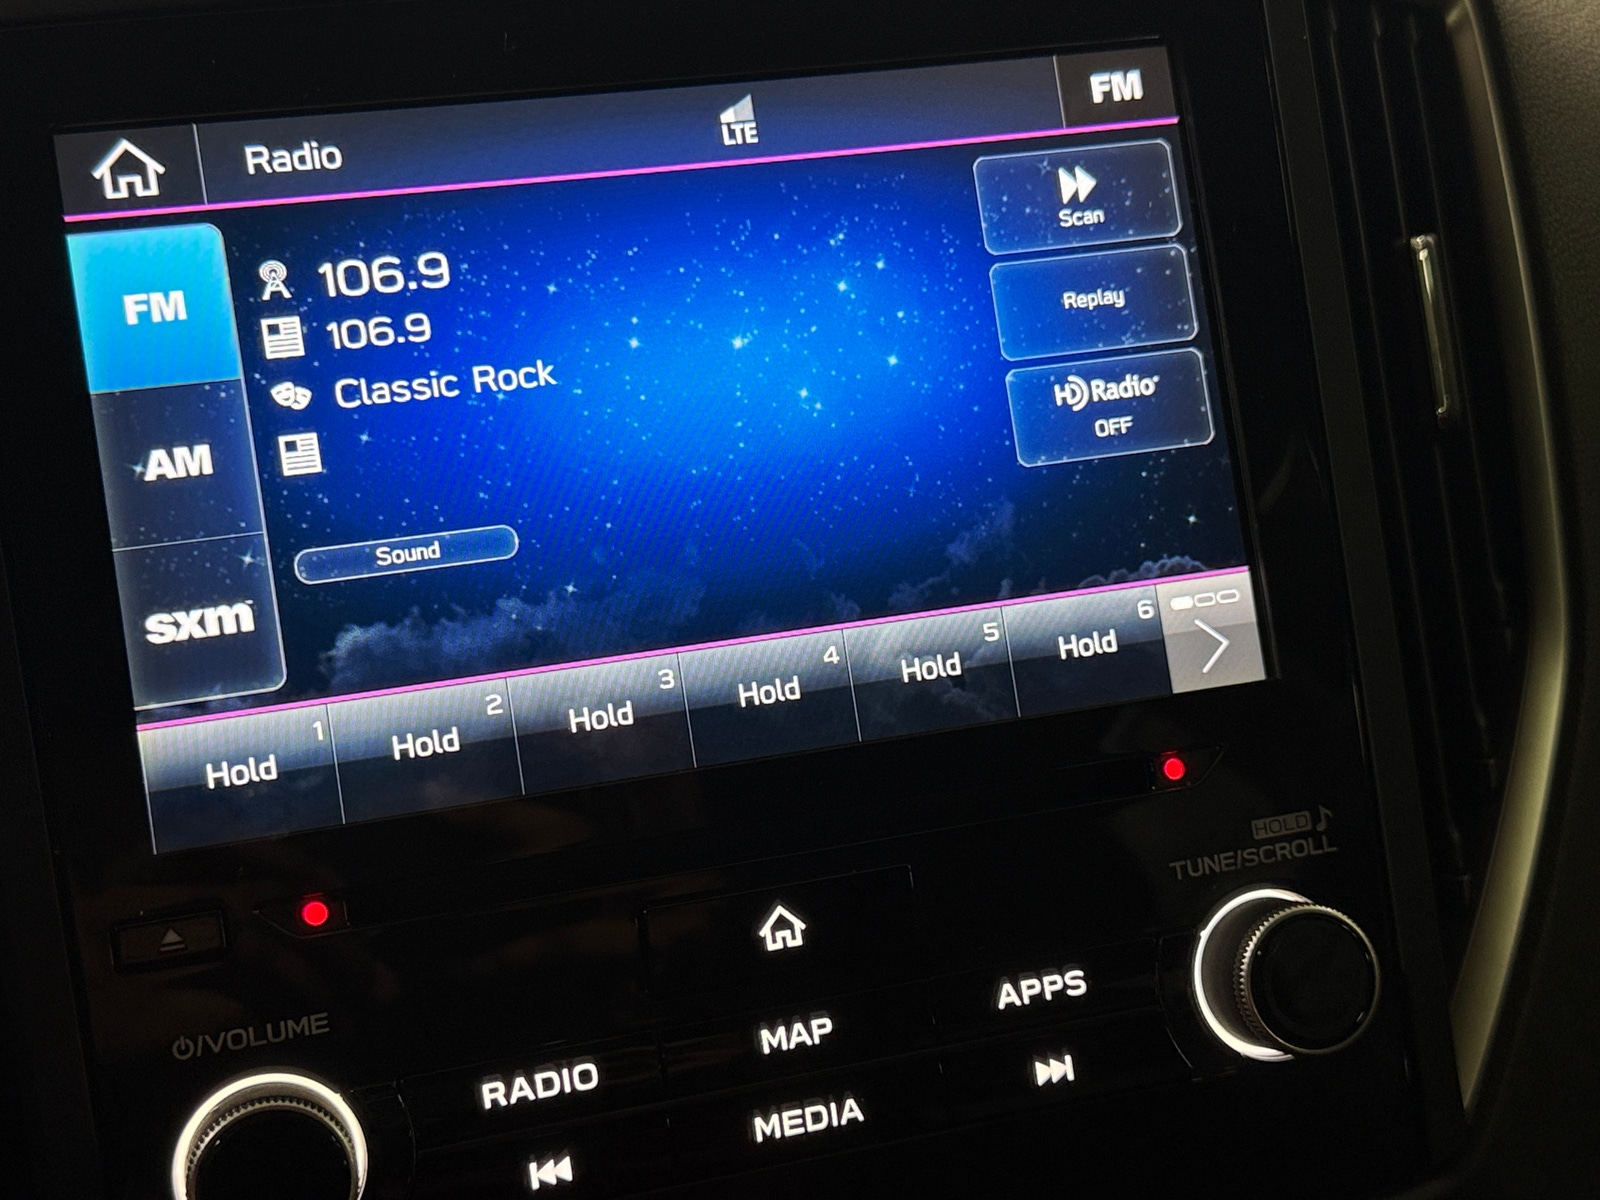 Radio
LTE
FM
FM
AM
sxm
106.9
106.9
Classic Rock
Sound
Scan
Replay
HD Radio
OFF
1 Hold
2 Hold
3 Hold
4 Hold
5 Hold
6 Hold
HOLD
TUNE/SCROLL
/VOLUME
RADIO
MAP
APPS
MEDIA